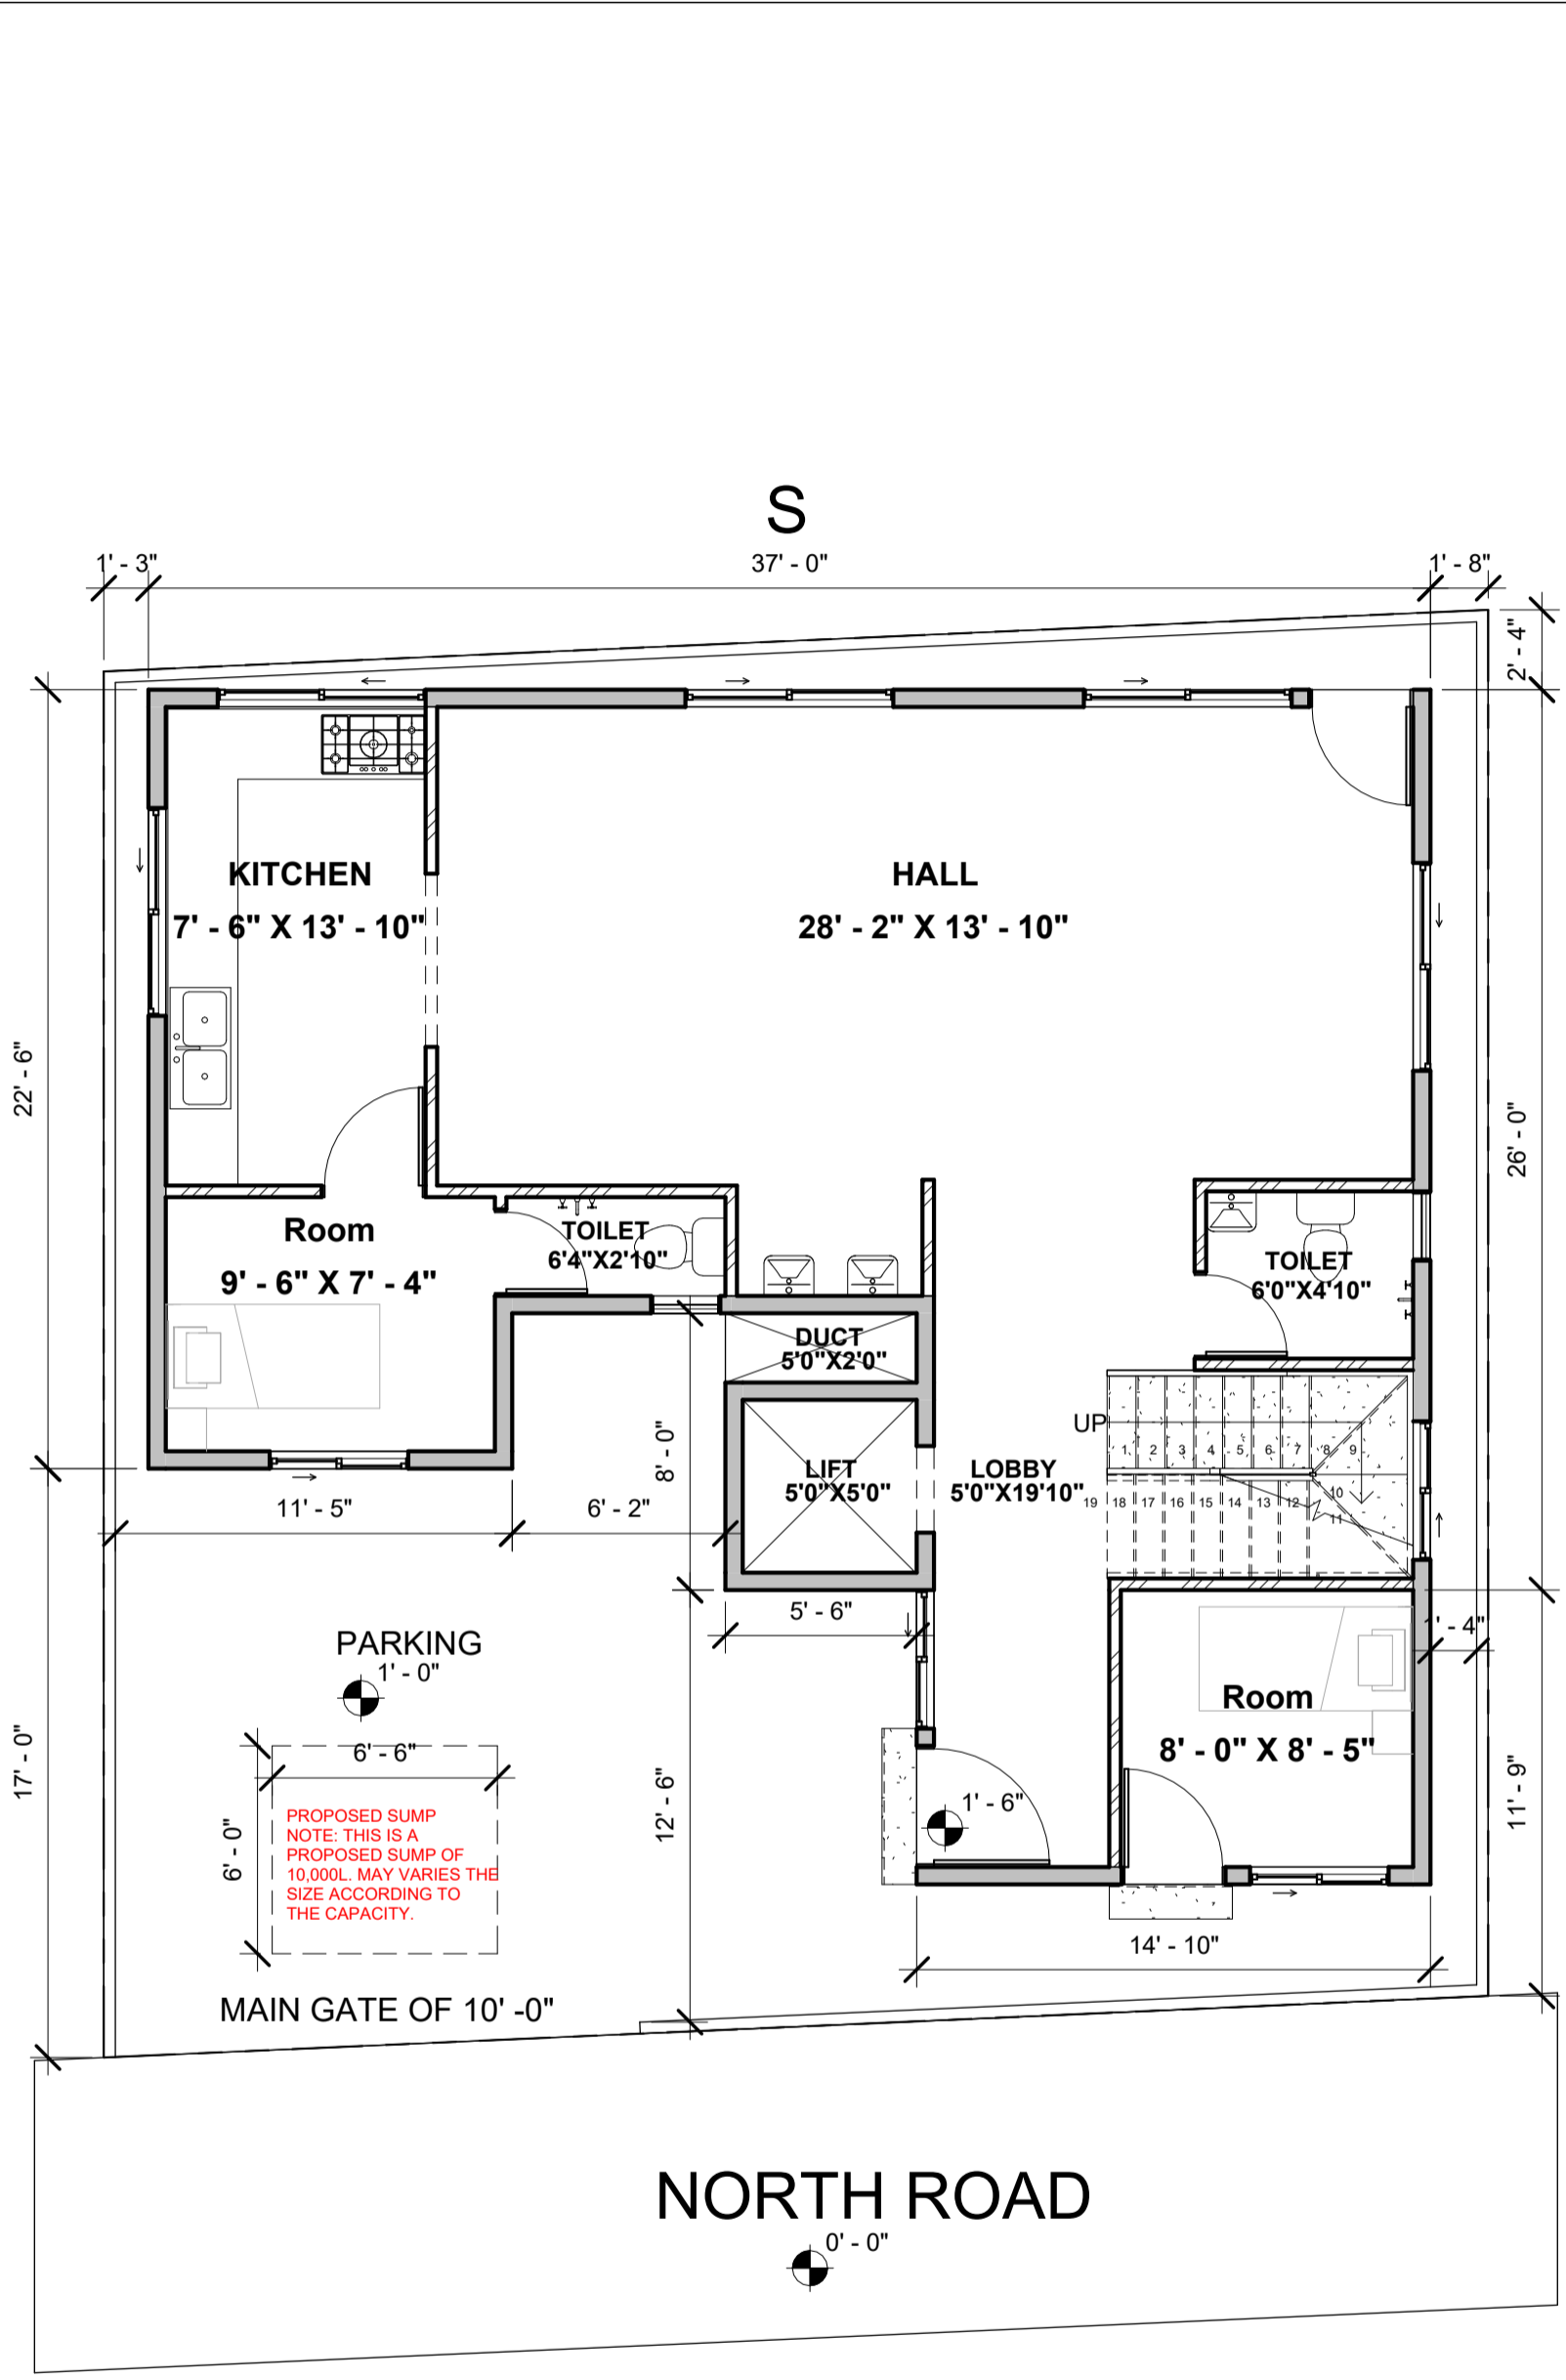 S
1' - 3"
37' - 0"
1' - 8"
2' - 4"
KITCHEN
7' - 6" X 13' - 10"
HALL
28' - 2" X 13' - 10"
22' - 6"
26' - 0"
Room
9' - 6" X 7' - 4"
TOILET
6'4"X2'10"
TOILET
6'0"X4'10"
DUCT
5'0"X2'0"
UP
1 2 3 4 5 6 7 8 9
8' - 0"
LIFT
5'0"X5'0"
LOBBY
5'0"X19'10"
19 18 17 16 15 14 13 12 11 10
11' - 5"
6' - 2"
5' - 6"
' - 4"
PARKING
1' - 0"
Room
8' - 0" X 8' - 5"
17' - 0"
6' - 6"
12' - 6"
11' - 9"
1' - 6"
6' - 0"
PROPOSED SUMP
NOTE: THIS IS A
PROPOSED SUMP OF
10,000L. MAY VARIES THE
SIZE ACCORDING TO
THE CAPACITY.
14' - 10"
MAIN GATE OF 10' -0"
NORTH ROAD
0' - 0"